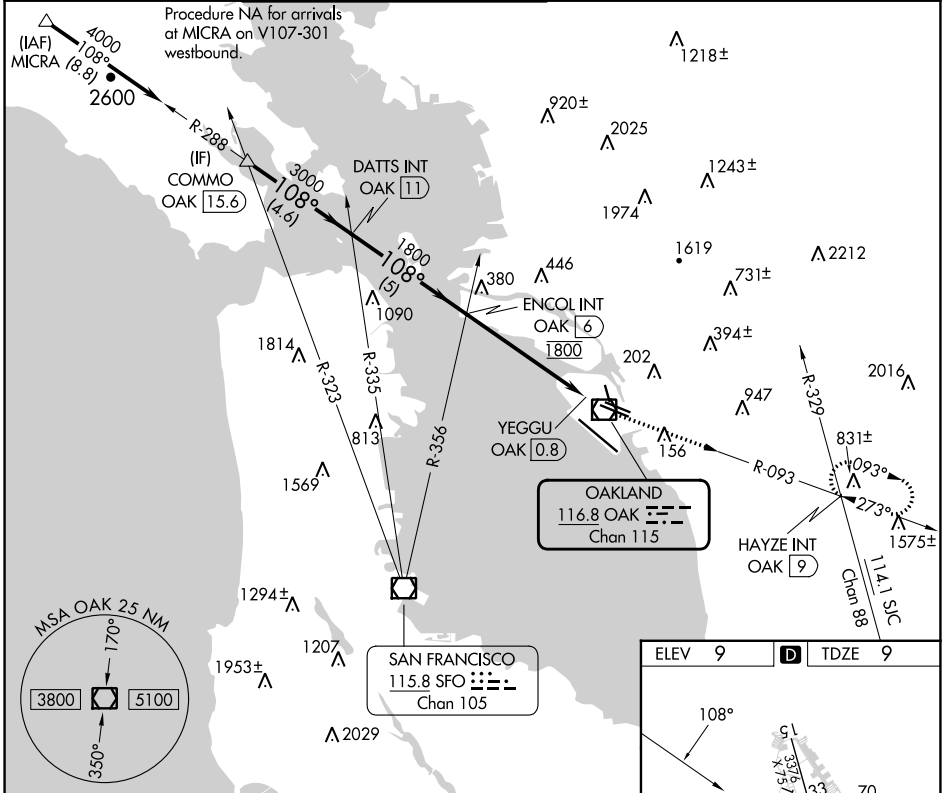 Procedure NA for arrivals
at MICRA on V107-301
westbound.
(IAF)
MICRA
4000
108°
(8.8)
2600
R-288
(IF)
COMMO
OAK 15.6
3000
108°
(4.6)
DATTS INT
OAK 11
1800
108°
(5)
ENCOL INT
OAK 6
1800
1218±
920±
2025
1243±
1974
1619
2212
731±
446
380
394±
202
2016
947
1090
1814
R-323
R-335
R-356
813
1569
YEGGU
OAK 0.8
156
R-093
R-329
831±
093°
273°
1575±
HAYZE INT
OAK 9
114.1 SJC
Chan 88
OAKLAND
116.8 OAK
Chan 115
SAN FRANCISCO
115.8 SFO
Chan 105
1294±
1207
1953±
2029
MSA OAK 25 NM
170°
3800
5100
350°
ELEV 9
D
TDZE 9
108°
15
3376
33
70